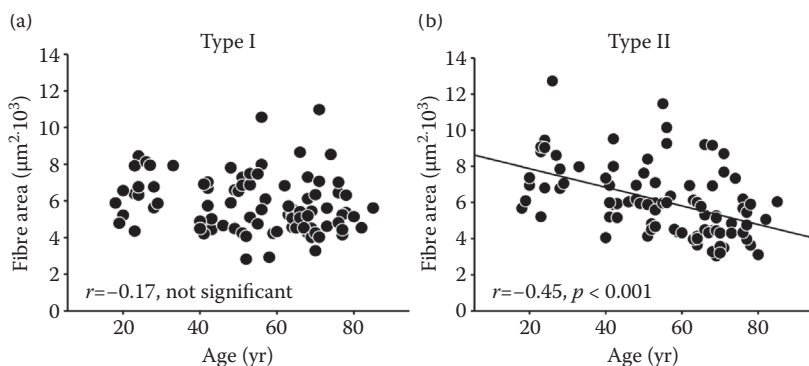 (a)
Type I
Fibre area (μm²·10³)
14
12
10
8
6
4
2
0
r=−0.17, not significant
20
40
60
80
Age (yr)
(b)
Type II
Fibre area (μm²·10³)
14
12
10
8
6
4
2
0
r=−0.45, p < 0.001
20
40
60
80
Age (yr)